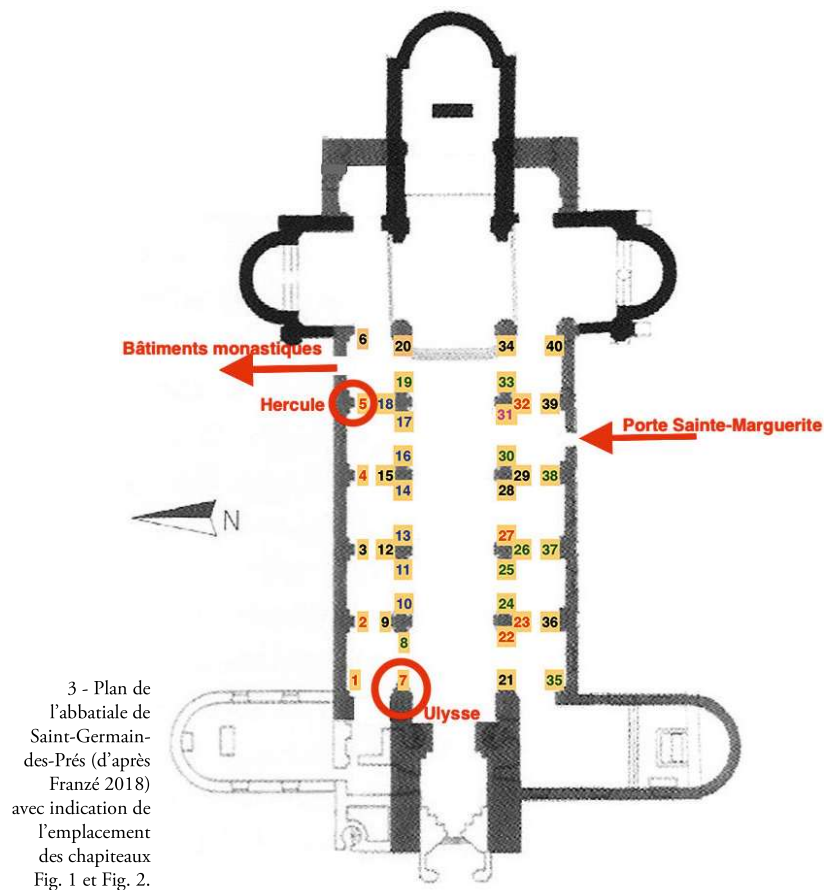 6 20 34 40
Bâtiments monastiques
19 33
Hercule 5 18 32 39
17 31
Porte Sainte-Marguerite
16 30
4 15 29 38
14 28
N
13 27
3 12 26 37
11 25
10 24
2 9 23 36
8 22
1 7 21 35
Ulysse
3 - Plan de
l’abbatiale de
Saint-Germain-
des-Prés (d’après
Franzé 2018)
avec indication de
l’emplacement
des chapiteaux
Fig. 1 et Fig. 2.